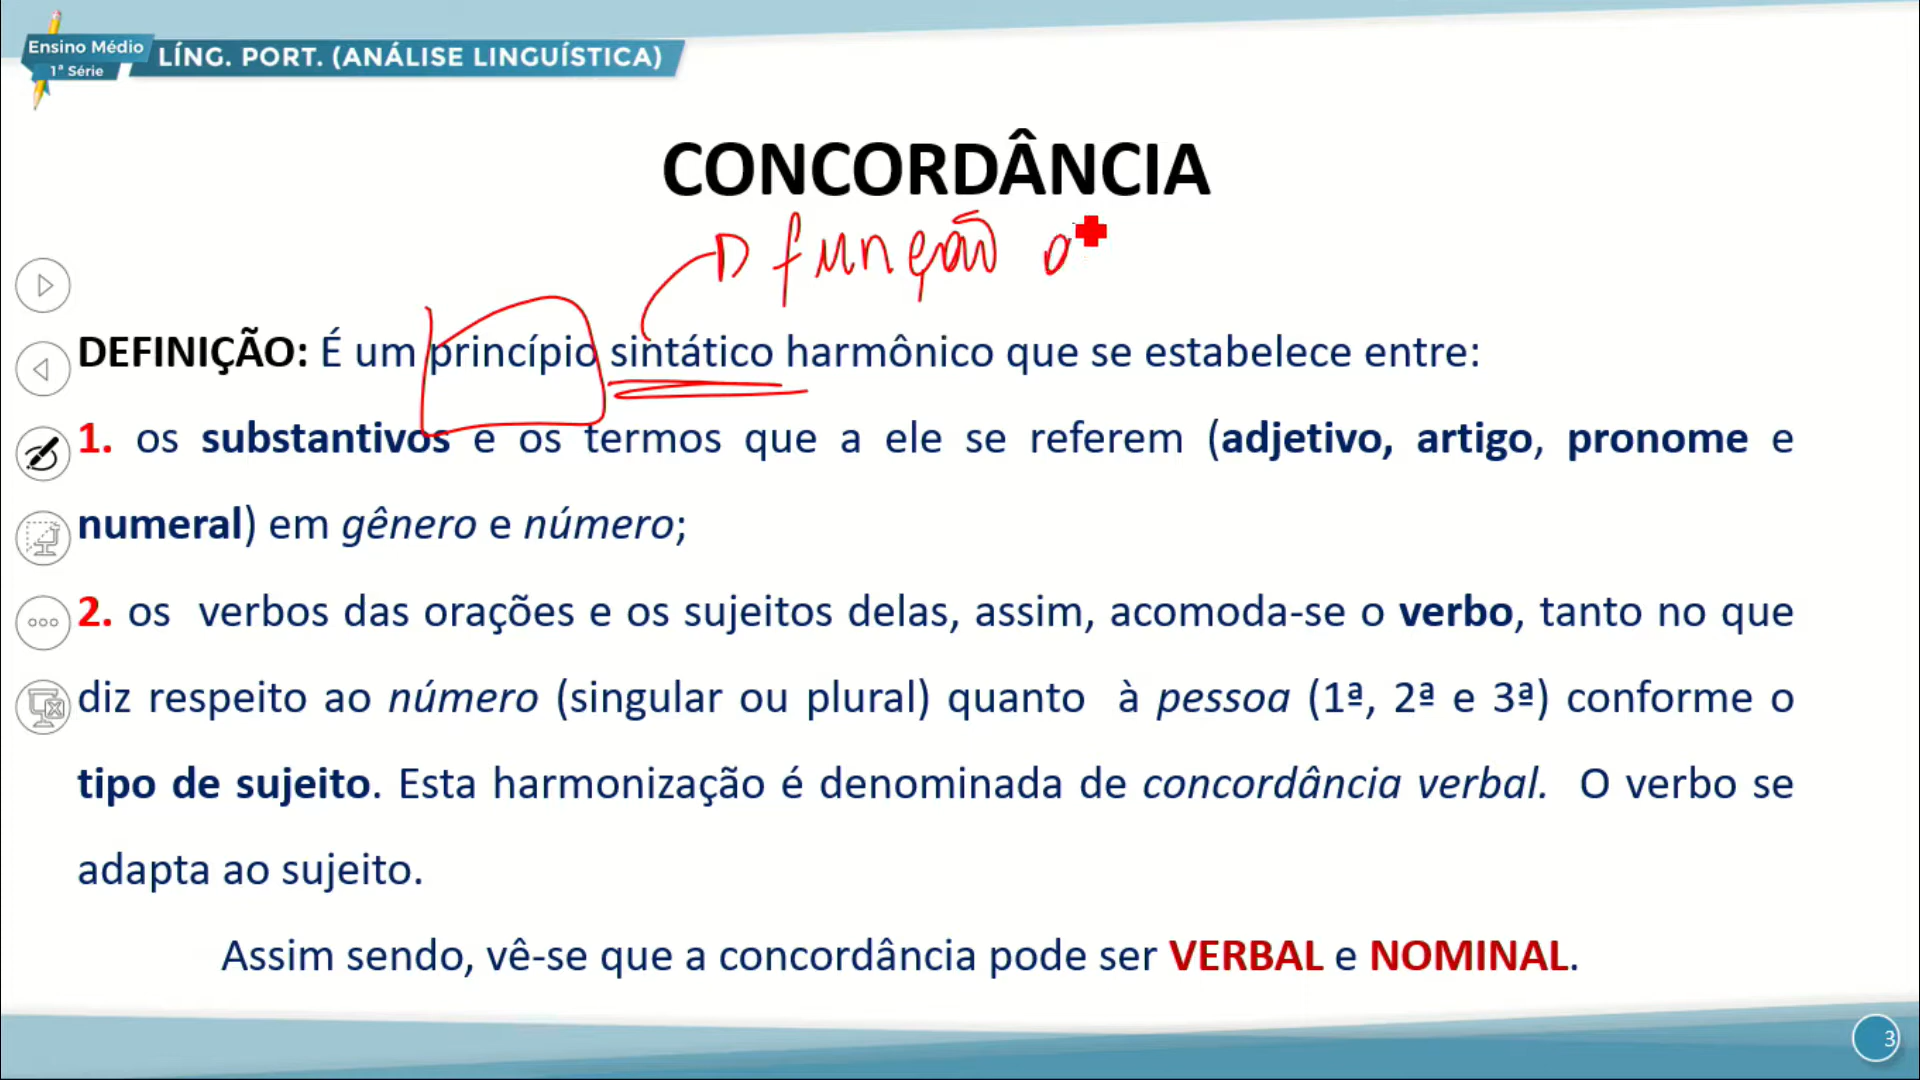 Ensino Médio
1ª Série
LÍNG. PORT. (ANÁLISE LINGUÍSTICA)
CONCORDÂNCIA
função
DEFINIÇÃO: É um princípio sintático harmônico que se estabelece entre:
1. os substantivos e os termos que a ele se referem (adjetivo, artigo, pronome e
numeral) em gênero e número;
2. os verbos das orações e os sujeitos delas, assim, acomoda-se o verbo, tanto no que
diz respeito ao número (singular ou plural) quanto à pessoa (1ª, 2ª e 3ª) conforme o
tipo de sujeito. Esta harmonização é denominada de concordância verbal. O verbo se
adapta ao sujeito.
Assim sendo, vê-se que a concordância pode ser VERBAL e NOMINAL.
3